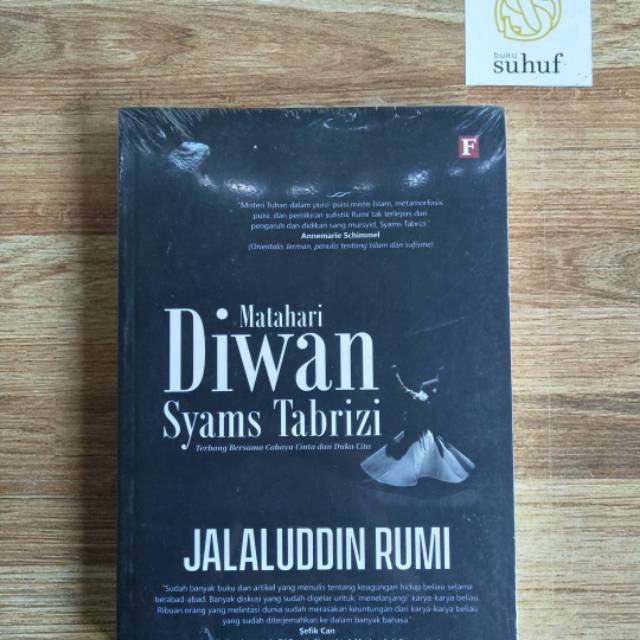 buku
suhuf
F
"Misteri Tuhan dalam puisi-puisi mistis Islam, metamorfosis
puisi, dan pemikiran sufistik Rumi tak terlepas dari
pengaruh dan didikan sang mursyid, Syams Tabrizi."
Annemarie Schimmel
(Orientalis Jerman, penulis tentang Islam dan sufisme)
Matahari
Diwan
Syams Tabrizi
Terbang Bersama Cahaya Cinta dan Duka Cita
JALALUDDIN RUMI
"Sudah banyak buku dan artikel yang menulis tentang keagungan hidup beliau selama
berabad-abad. Banyak diskusi yang sudah digelar untuk 'menelanjangi' karya-karya beliau.
Ribuan orang yang melintasi dunia sudah merasakan keuntungan dari karya-karya beliau
yang sudah diterjemahkan ke dalam banyak bahasa."
Şefik Can